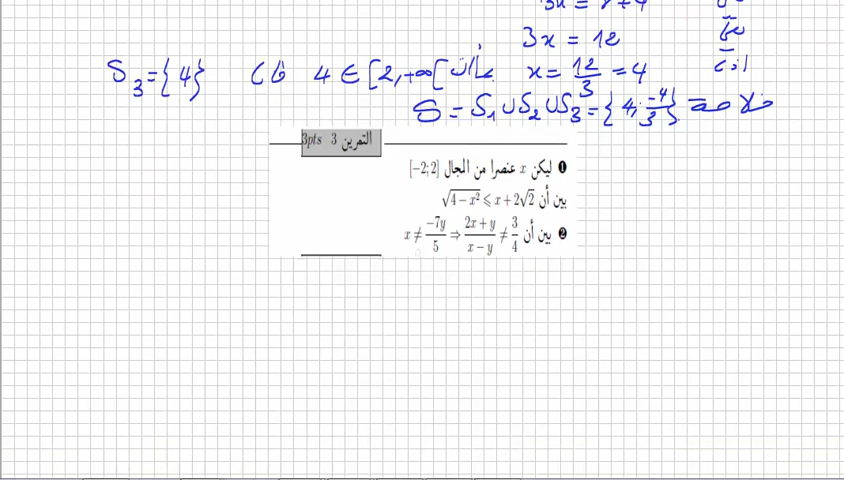 3x = 12
x = 12/3 = 4 4 ∈ [2, +∞[ S₃ = {4}
خلاصة S = S₁ ∪ S₂ ∪ S₃ = {4; -4/3}
التمرين 3 3pts
❶ ليكن x عنصرا من المجال [−2;2]
بين أن √(4−x²) ⩽ x+2√2
❷ بين أن x ≠ −7y/5 ⇒ (2x+y)/(x−y) ≠ 3/4